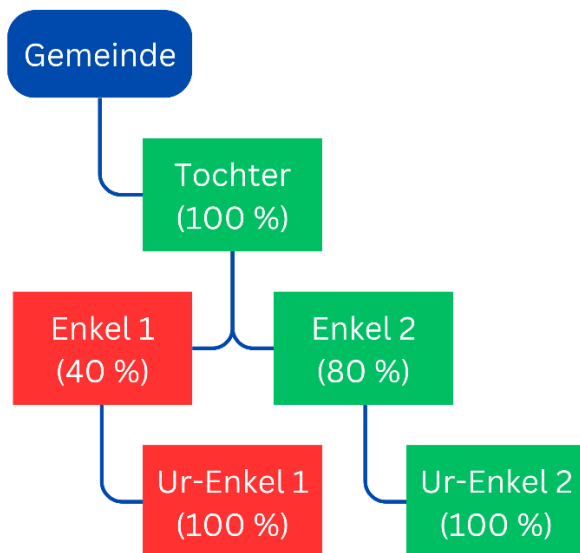 Gemeinde
Tochter
(100 %)
Enkel 1
(40 %)
Enkel 2
(80 %)
Ur-Enkel 1
(100 %)
Ur-Enkel 2
(100 %)